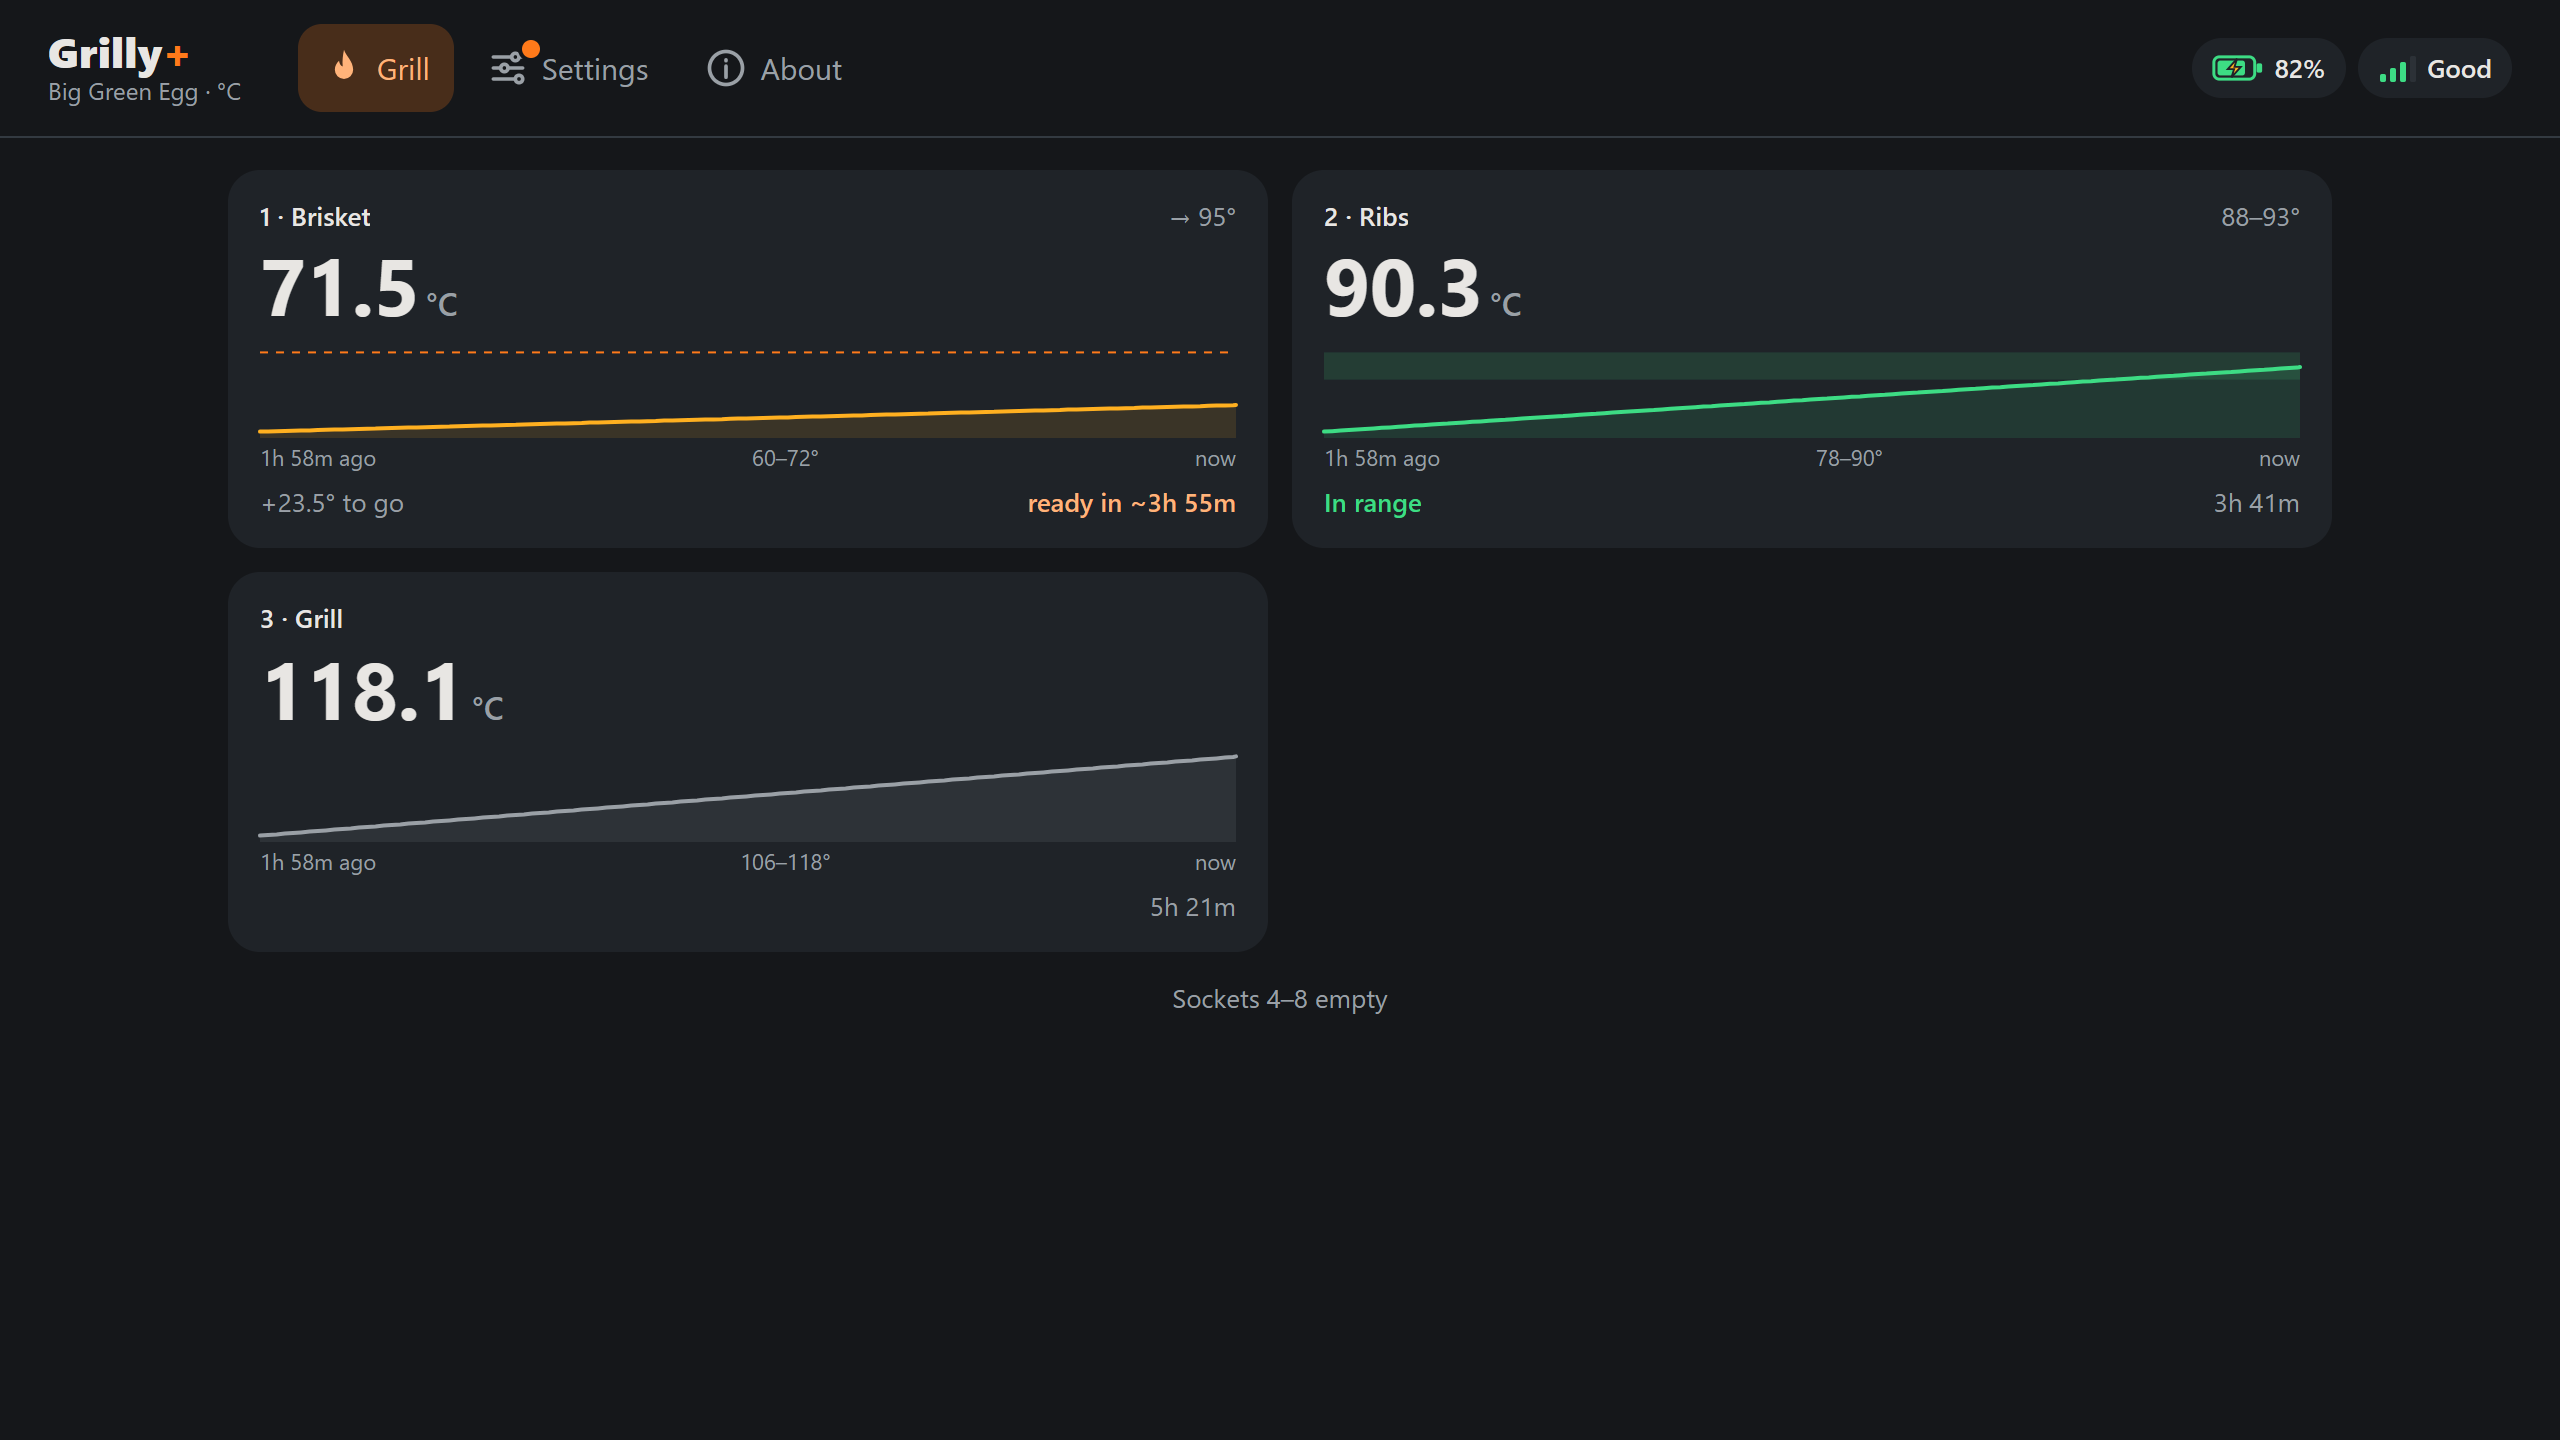 Grilly+
Big Green Egg · °C
Grill
Settings
About
82%
Good
1 · Brisket
→ 95°
71.5 °C
1h 58m ago
60–72°
now
+23.5° to go
ready in ~3h 55m
2 · Ribs
88–93°
90.3 °C
1h 58m ago
78–90°
now
In range
3h 41m
3 · Grill
118.1 °C
1h 58m ago
106–118°
now
5h 21m
Sockets 4–8 empty